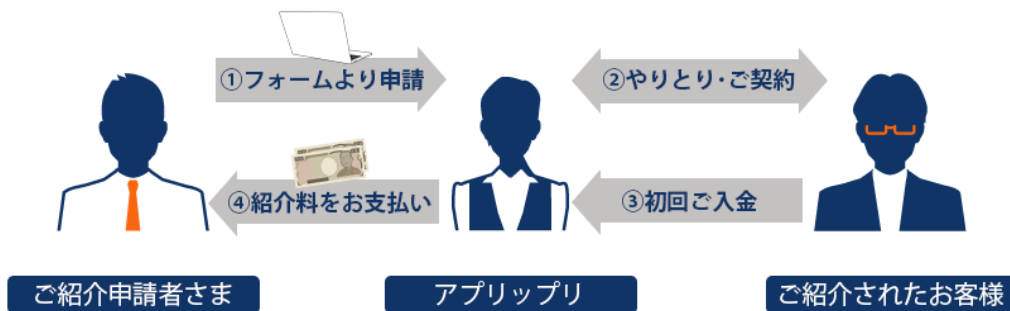 ①フォームより申請
②やりとり・ご契約
④紹介料をお支払い
③初回ご入金
ご紹介申請者さま
アプリップリ
ご紹介されたお客様